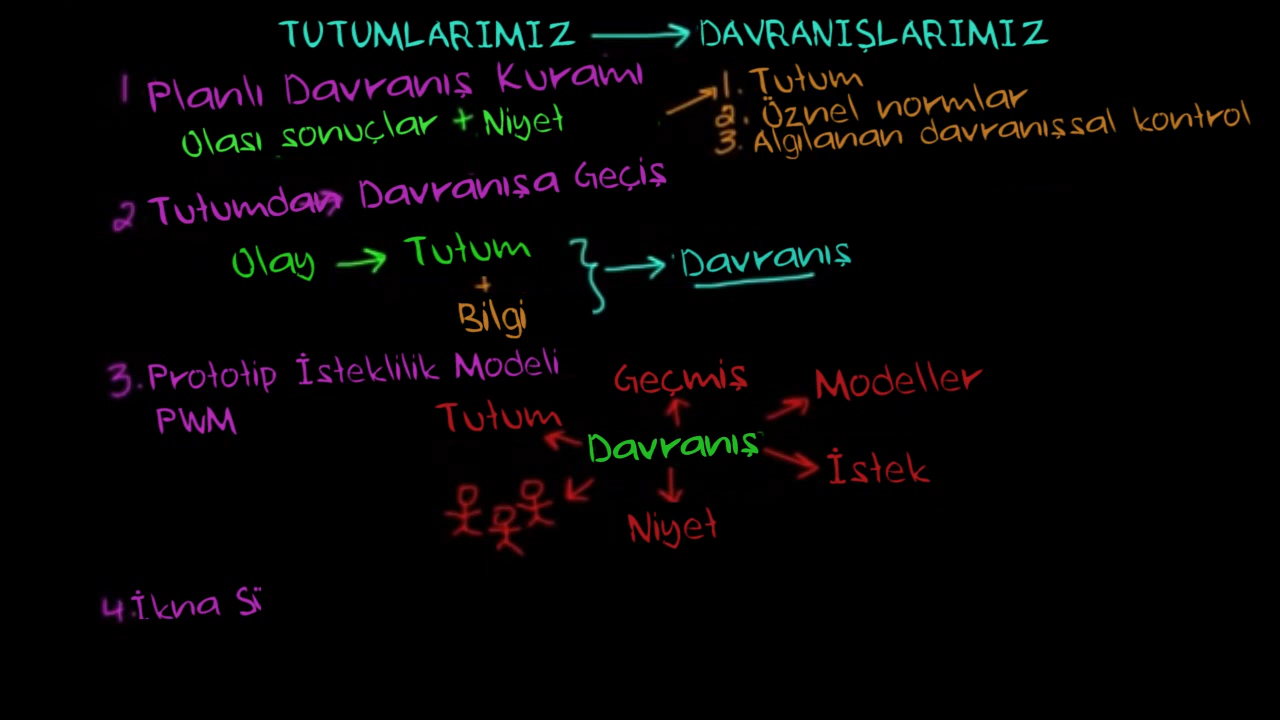 TUTUMLARIMIZ → DAVRANIŞLARIMIZ
1 Planlı Davranış Kuramı
Olası sonuçlar + Niyet
1. Tutum
2. Öznel normlar
3. Algılanan davranışsal kontrol
2 Tutumdan Davranışa Geçiş
Olay → Tutum
+
Bilgi
→ Davranış
3. Prototip İsteklilik Modeli
PWM
Geçmiş
Modeller
Tutum
Davranış
İstek
Niyet
4. İkna Sü